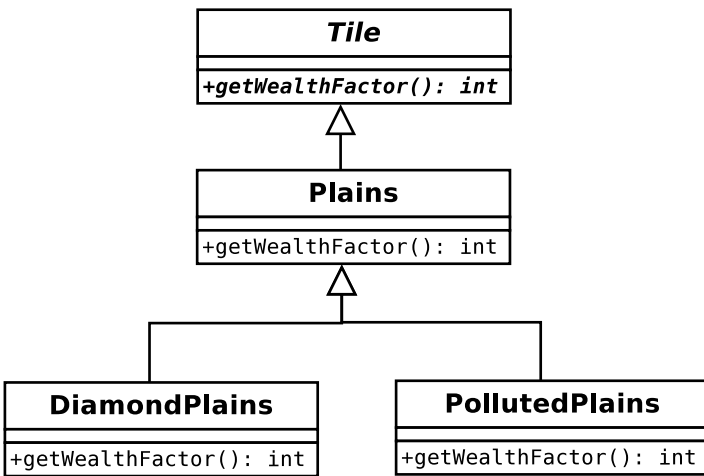 Tile
+getWealthFactor(): int
Plains
+getWealthFactor(): int
DiamondPlains
+getWealthFactor(): int
PollutedPlains
+getWealthFactor(): int